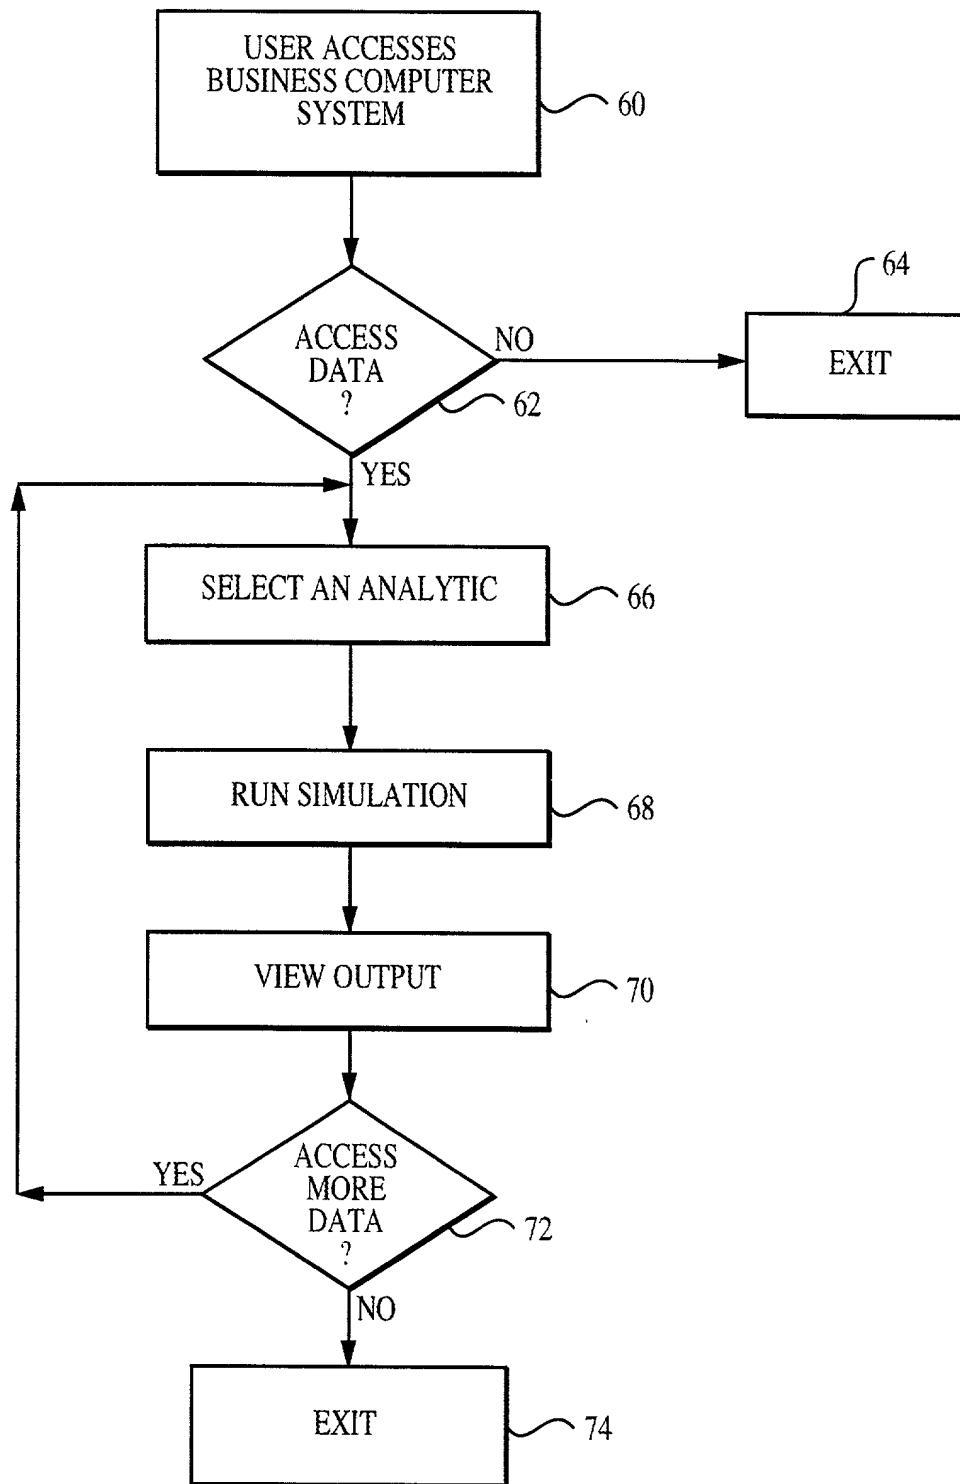 USER ACCESSES
BUSINESS COMPUTER
SYSTEM
60
64
ACCESS
DATA
?
NO
EXIT
62
YES
SELECT AN ANALYTIC
66
RUN SIMULATION
68
VIEW OUTPUT
70
YES
ACCESS
MORE
DATA
?
72
NO
EXIT
74